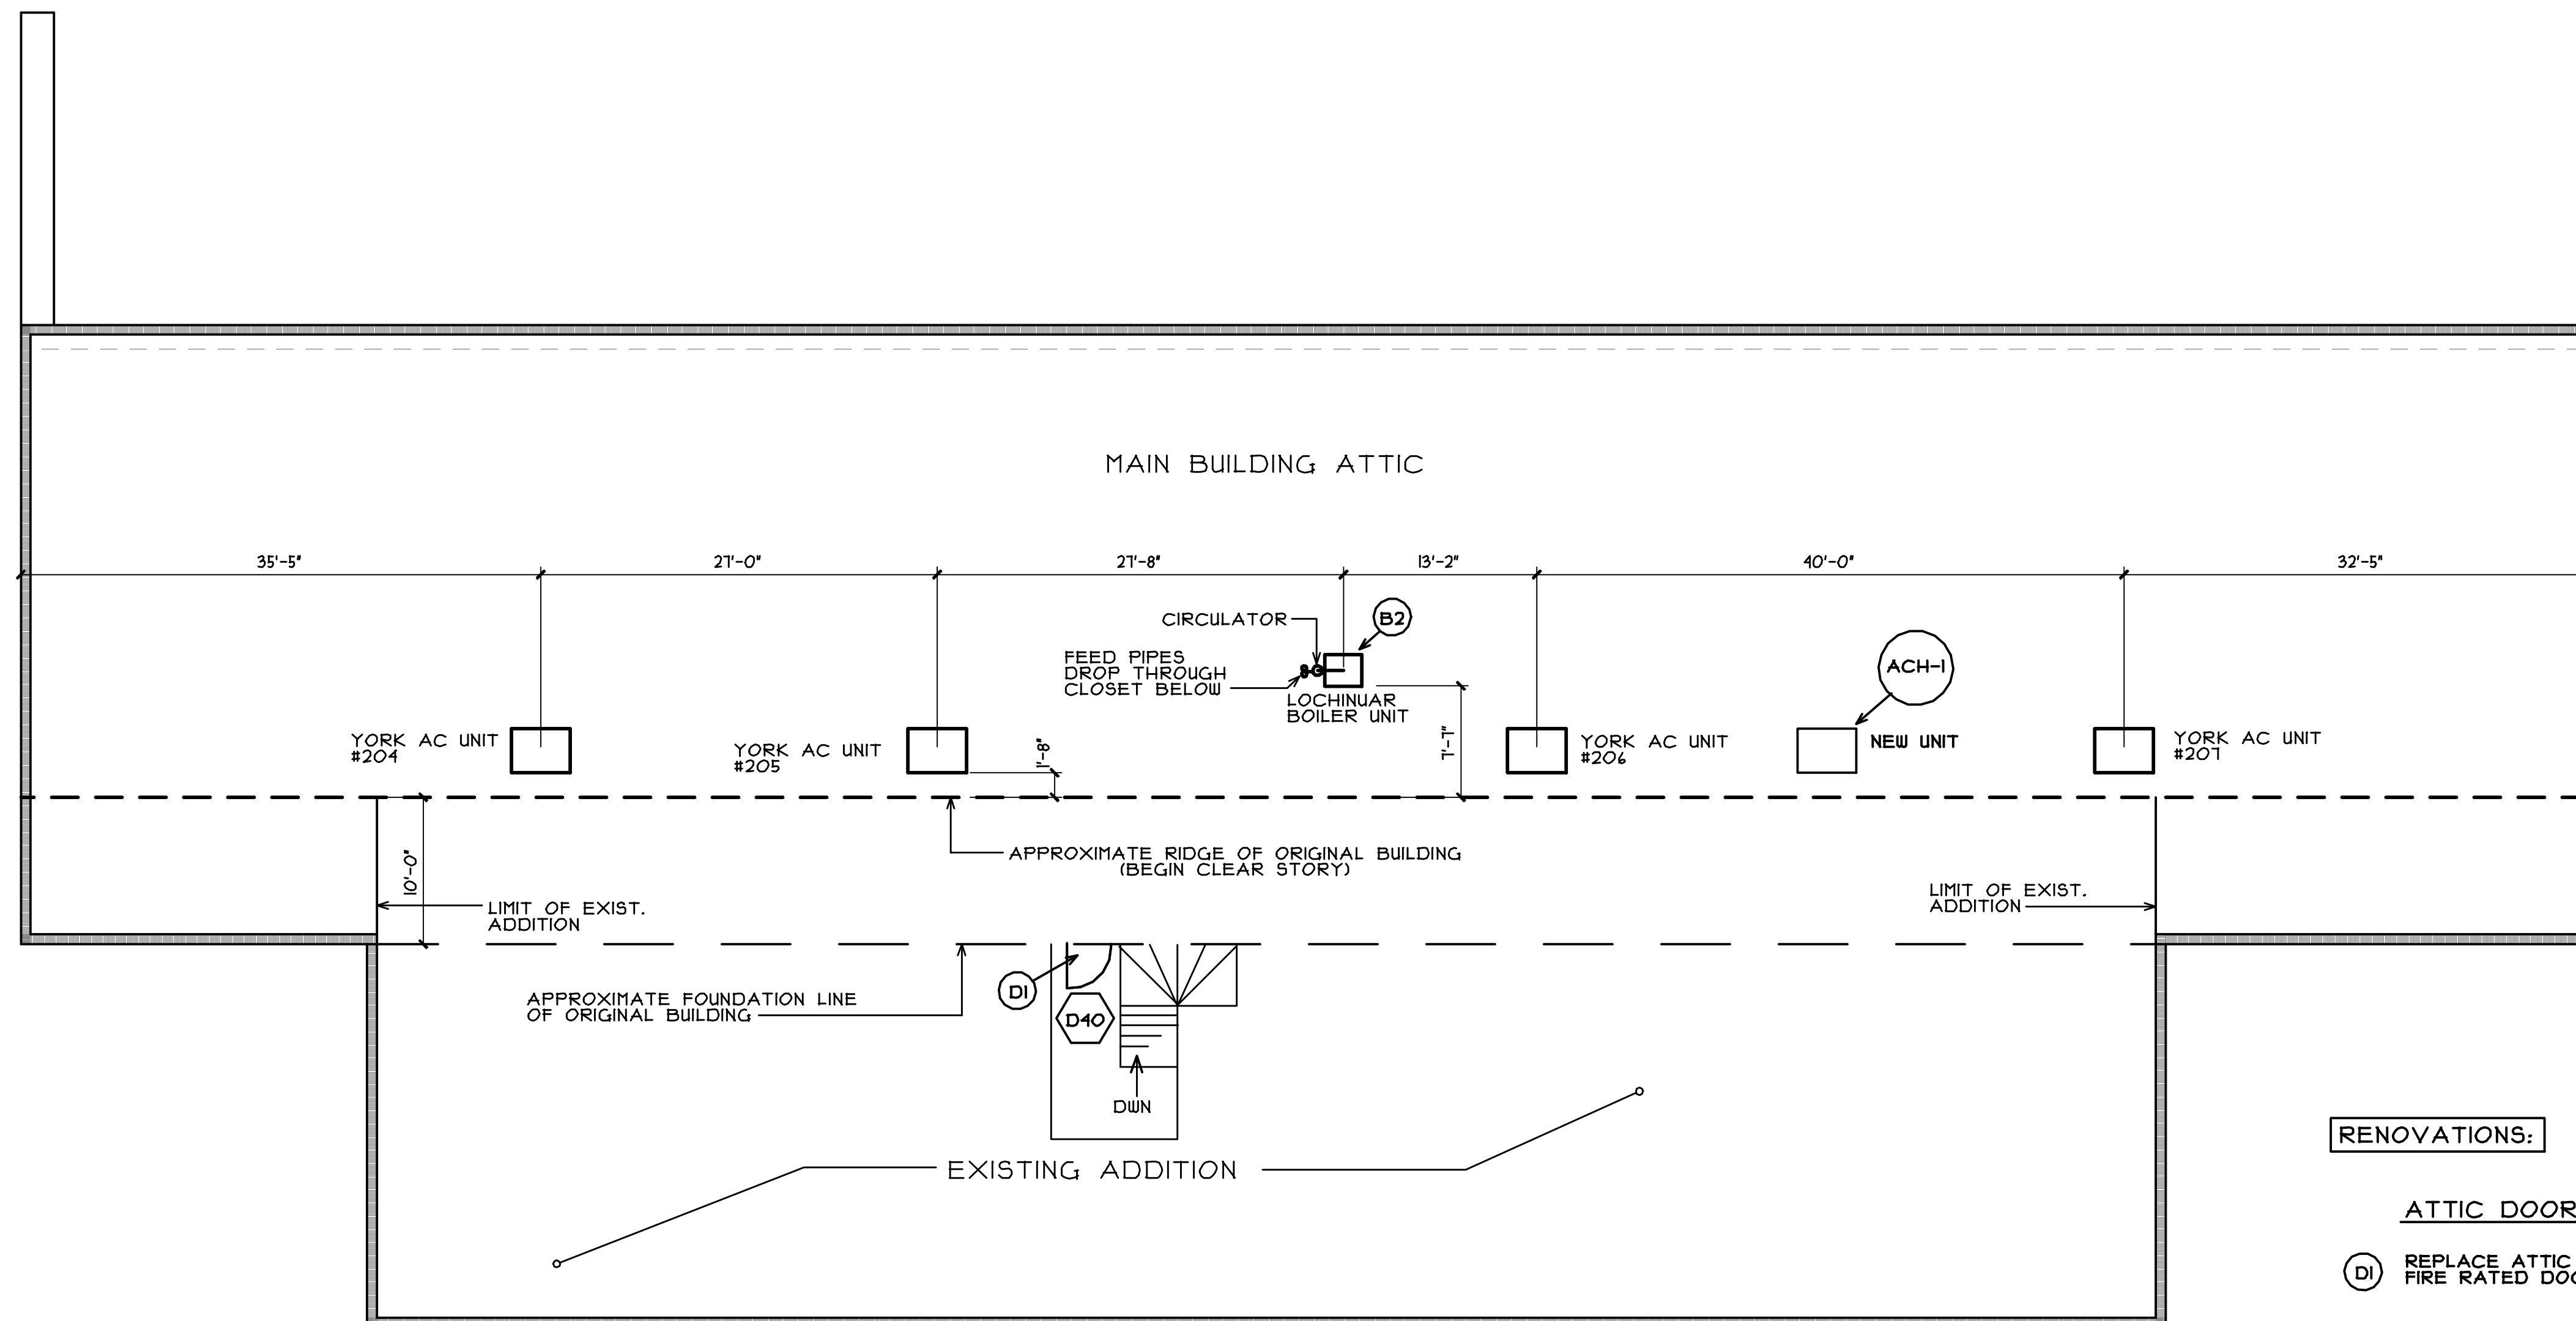 MAIN BUILDING ATTIC
35'-5"
27'-0"
27'-8"
13'-2"
40'-0"
32'-5"
CIRCULATOR
B2
FEED PIPES
DROP THROUGH
CLOSET BELOW
LOCHINUAR
BOILER UNIT
ACH-1
YORK AC UNIT
#204
YORK AC UNIT
#205
1'-8"
7'-7"
YORK AC UNIT
#206
NEW UNIT
YORK AC UNIT
#207
10'-0"
APPROXIMATE RIDGE OF ORIGINAL BUILDING
(BEGIN CLEAR STORY)
LIMIT OF EXIST.
ADDITION
LIMIT OF EXIST.
ADDITION
APPROXIMATE FOUNDATION LINE
OF ORIGINAL BUILDING
D1
D40
DWN
EXISTING ADDITION
RENOVATIONS:
ATTIC DOOR
D1
REPLACE ATTIC
FIRE RATED